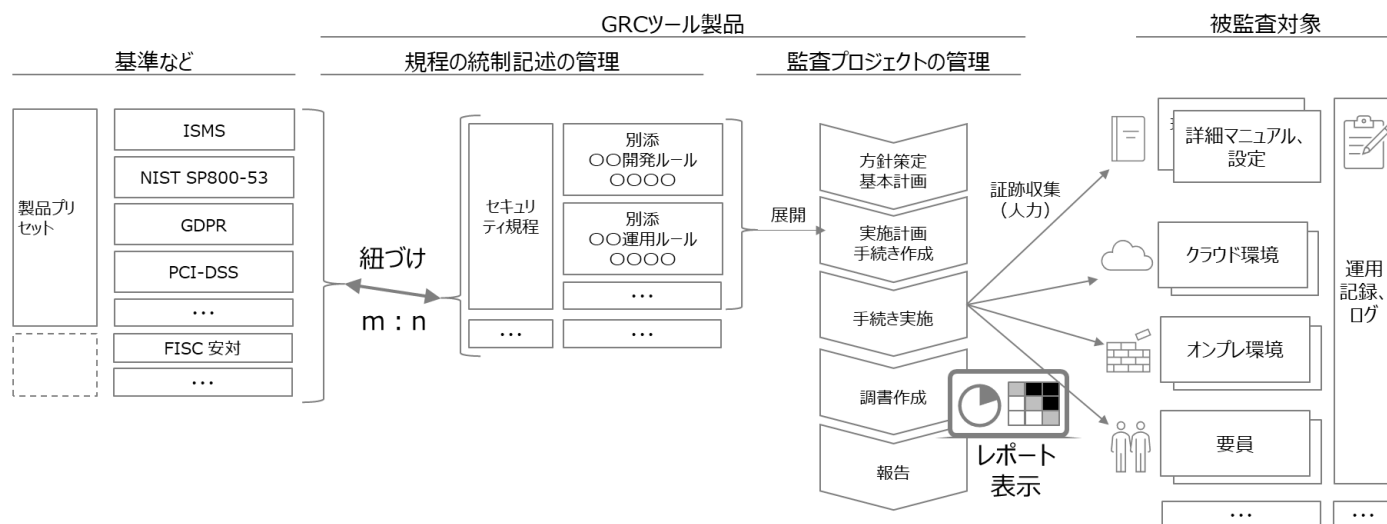 GRCツール製品
被監査対象
基準など
規程の統制記述の管理
監査プロジェクトの管理
製品プリ
セット
ISMS
NIST SP800-53
GDPR
PCI-DSS
…
FISC 安対
…
紐づけ
m：n
セキュリ
ティ規程
別添
〇〇開発ルール
〇〇〇〇
別添
〇〇運用ルール
〇〇〇〇
…
…
…
展開
方針策定
基本計画
実施計画
手続き作成
手続き実施
調書作成
報告
証跡収集
（人力）
レポート
表示
詳細マニュアル、
設定
クラウド環境
オンプレ環境
要員
…
運用
記録、
ログ
…